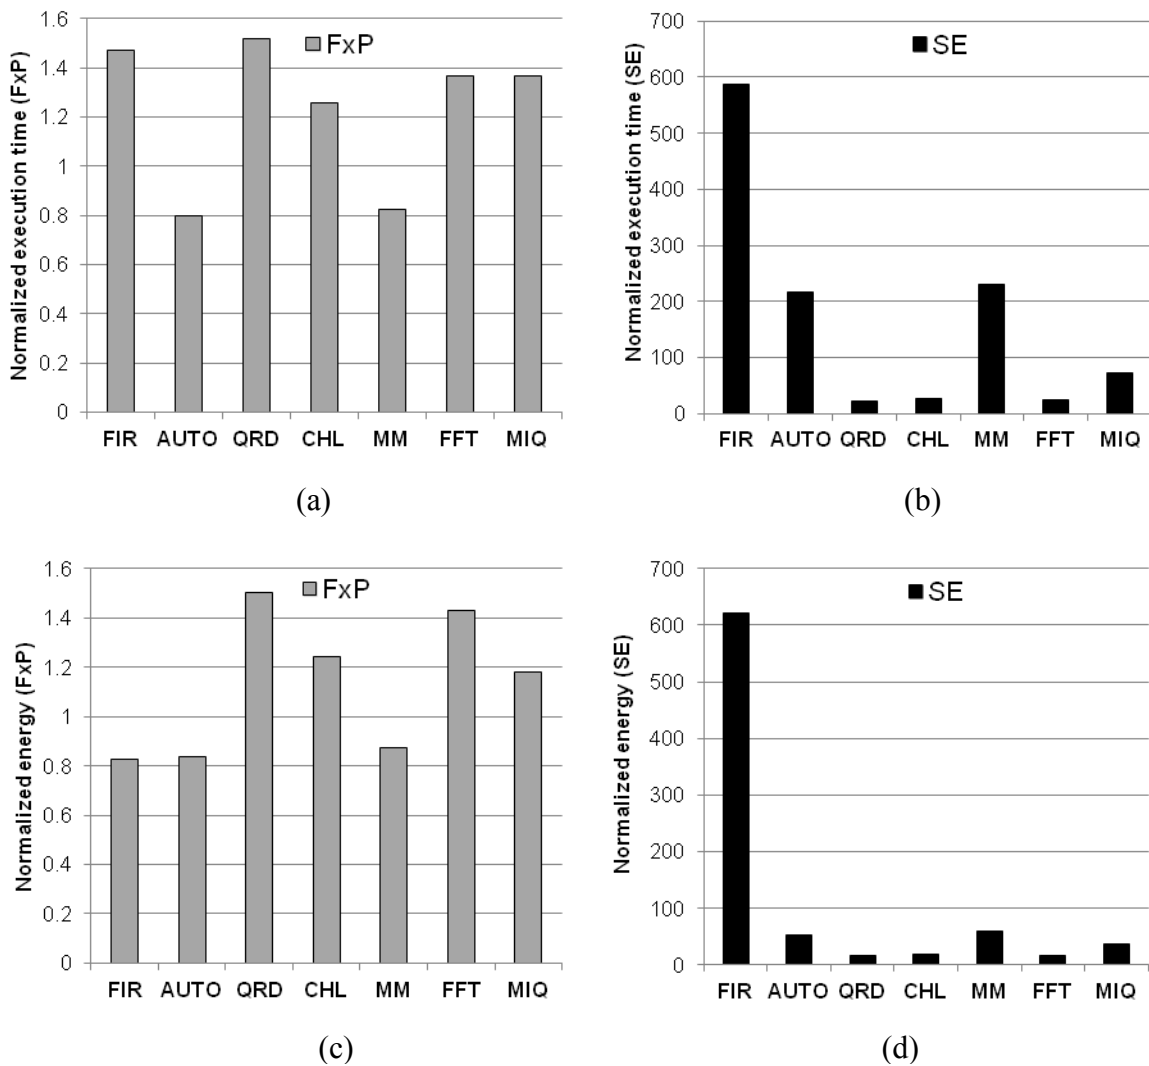 1.6
1.4
1.2
1
0.8
0.6
0.4
0.2
0
Normalized execution time (FxP)
FxP
FIR AUTO QRD CHL MM FFT MIQ
(a)
700
600
500
400
300
200
100
0
Normalized execution time (SE)
SE
FIR AUTO QRD CHL MM FFT MIQ
(b)
1.6
1.4
1.2
1
0.8
0.6
0.4
0.2
0
Normalized energy (FxP)
FxP
FIR AUTO QRD CHL MM FFT MIQ
(c)
700
600
500
400
300
200
100
0
Normalized energy (SE)
SE
FIR AUTO QRD CHL MM FFT MIQ
(d)